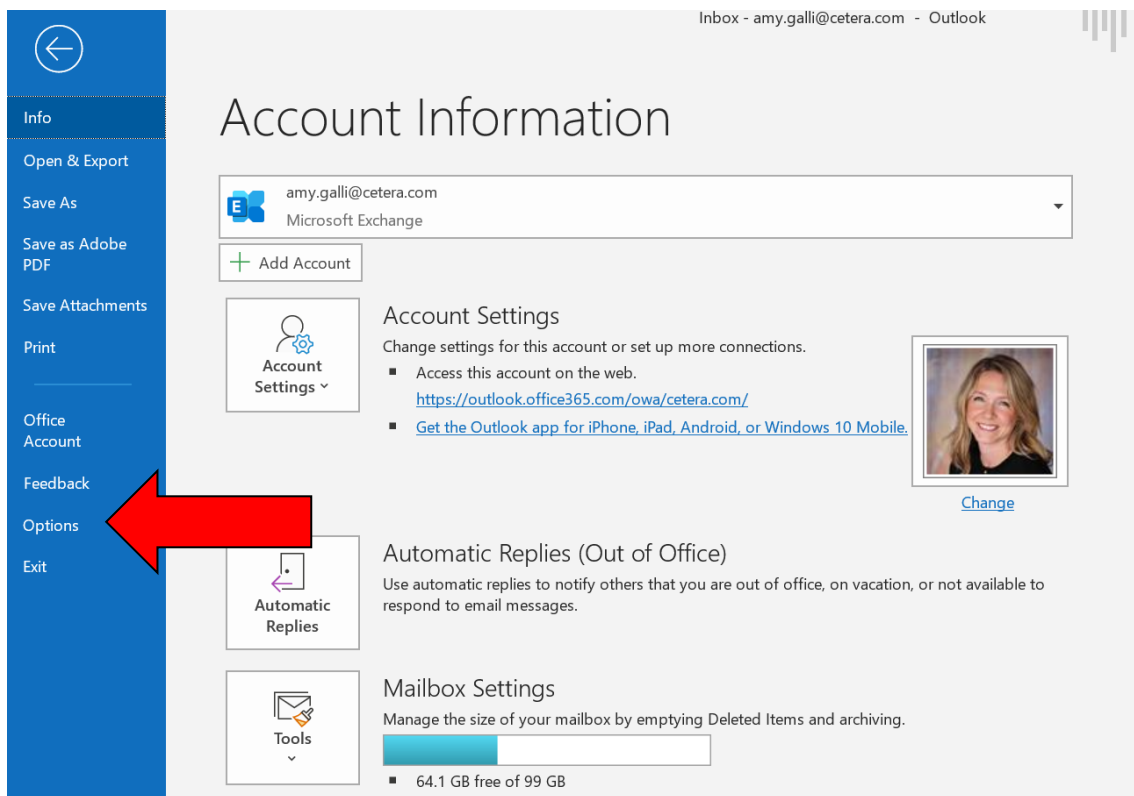 Inbox - amy.galli@cetera.com - Outlook
Info
Open & Export
Save As
Save as Adobe
PDF
Save Attachments
Print
Office
Account
Feedback
Options
Exit
Account Information
E
amy.galli@cetera.com
Microsoft Exchange
Add Account
Account
Settings
Account Settings
Change settings for this account or set up more connections.
Access this account on the web.
https://outlook.office365.com/owa/cetera.com/
Get the Outlook app for iPhone, iPad, Android, or Windows 10 Mobile.
Change
Automatic
Replies
Automatic Replies (Out of Office)
Use automatic replies to notify others that you are out of office, on vacation, or not available to
respond to email messages.
Tools
Mailbox Settings
Manage the size of your mailbox by emptying Deleted Items and archiving.
64.1 GB free of 99 GB